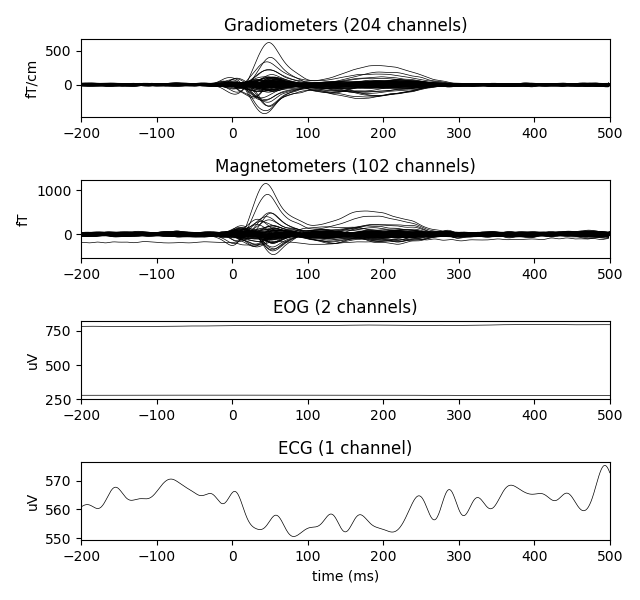 Gradiometers (204 channels)
fT/cm
500
0
−200 −100 0 100 200 300 400 500
Magnetometers (102 channels)
fT
1000
0
−200 −100 0 100 200 300 400 500
EOG (2 channels)
uV
750
500
250
−200 −100 0 100 200 300 400 500
ECG (1 channel)
uV
570
560
550
−200 −100 0 100 200 300 400 500
time (ms)